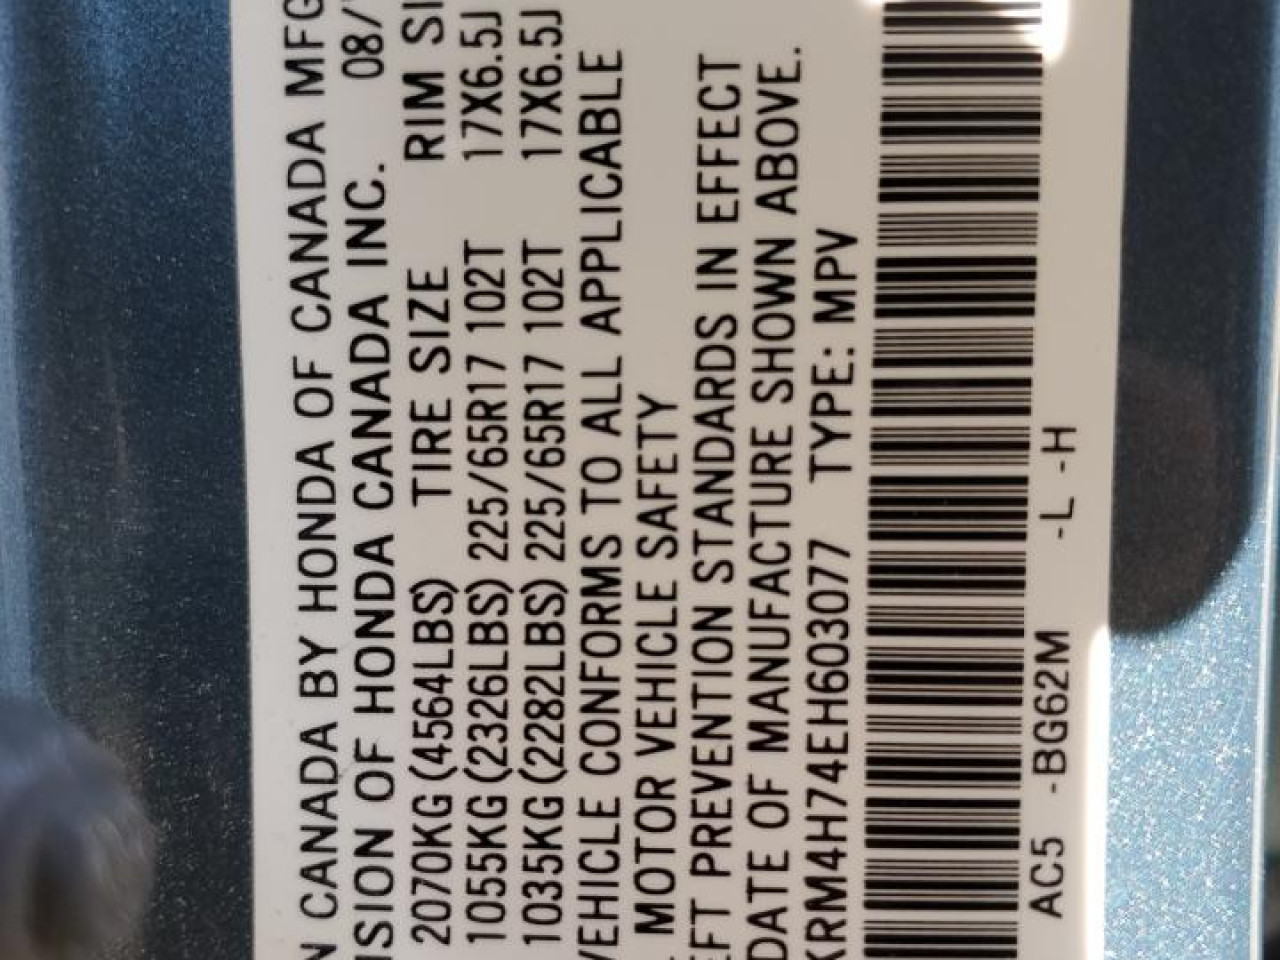 N CANADA BY HONDA OF CANADA MFG
ISION OF HONDA CANADA INC. 08/
2070KG (4564LBS) TIRE SIZE RIM SI
1055KG (2326LBS) 225/65R17 102T 17X6.5J
1035KG (2282LBS) 225/65R17 102T 17X6.5J
VEHICLE CONFORMS TO ALL APPLICABLE
MOTOR VEHICLE SAFETY
EFT PREVENTION STANDARDS IN EFFECT
DATE OF MANUFACTURE SHOWN ABOVE.
KRM4H74EH603077 TYPE: MPV
AC5 -BG62M -L -H